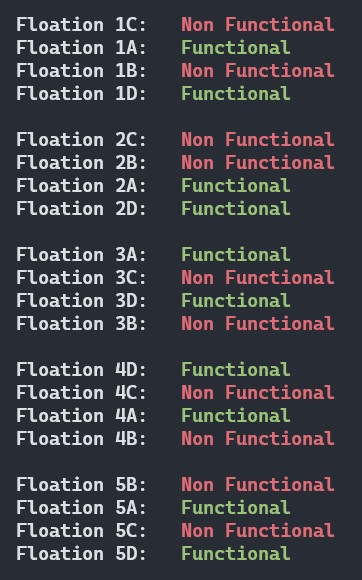 Floation 1C: Non Functional
Floation 1A: Functional
Floation 1B: Non Functional
Floation 1D: Functional
Floation 2C: Non Functional
Floation 2B: Non Functional
Floation 2A: Functional
Floation 2D: Functional
Floation 3A: Functional
Floation 3C: Non Functional
Floation 3D: Functional
Floation 3B: Non Functional
Floation 4D: Functional
Floation 4C: Non Functional
Floation 4A: Functional
Floation 4B: Non Functional
Floation 5B: Non Functional
Floation 5A: Functional
Floation 5C: Non Functional
Floation 5D: Functional